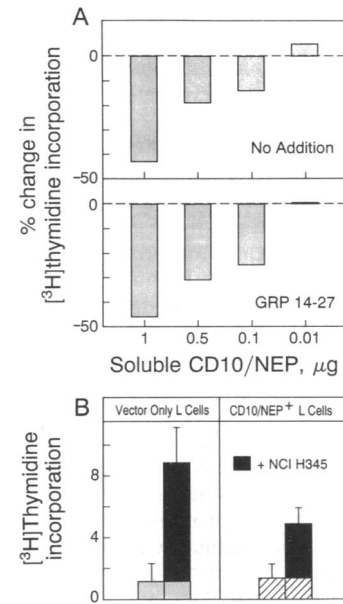 A
% change in
[³H]thymidine incorporation
0
−50
No Addition
0
−50
GRP 14-27
1 0.5 0.1 0.01
Soluble CD10/NEP, μg
B
Vector Only L Cells CD10/NEP⁺ L Cells
[³H]Thymidine
incorporation
8
4
0
+ NCI H345